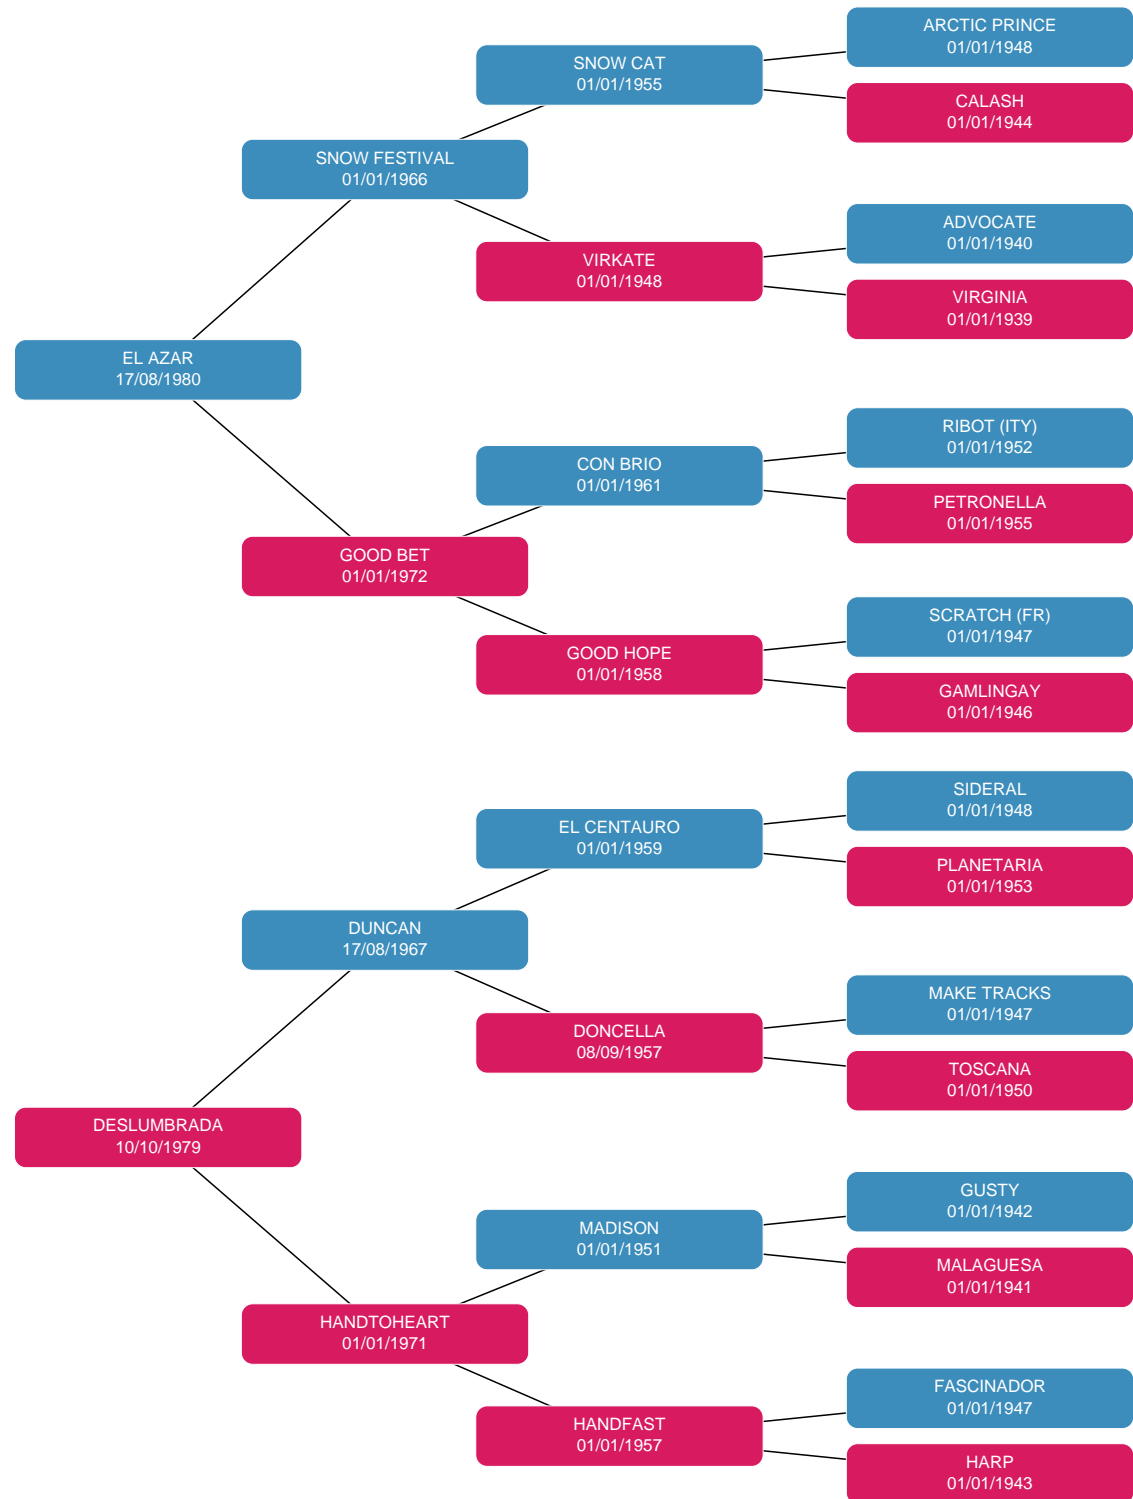 ARCTIC PRINCE
01/01/1948
SNOW CAT
01/01/1955
CALASH
01/01/1944
SNOW FESTIVAL
01/01/1966
ADVOCATE
01/01/1940
VIRKATE
01/01/1948
VIRGINIA
01/01/1939
EL AZAR
17/08/1980
RIBOT (ITY)
01/01/1952
CON BRIO
01/01/1961
PETRONELLA
01/01/1955
GOOD BET
01/01/1972
SCRATCH (FR)
01/01/1947
GOOD HOPE
01/01/1958
GAMLINGAY
01/01/1946
SIDERAL
01/01/1948
EL CENTAURO
01/01/1959
PLANETARIA
01/01/1953
DUNCAN
17/08/1967
MAKE TRACKS
01/01/1947
DONCELLA
08/09/1957
TOSCANA
01/01/1950
DESLUMBRADA
10/10/1979
GUSTY
01/01/1942
MADISON
01/01/1951
MALAGUESA
01/01/1941
HANDTOHEART
01/01/1971
FASCINADOR
01/01/1947
HANDFAST
01/01/1957
HARP
01/01/1943